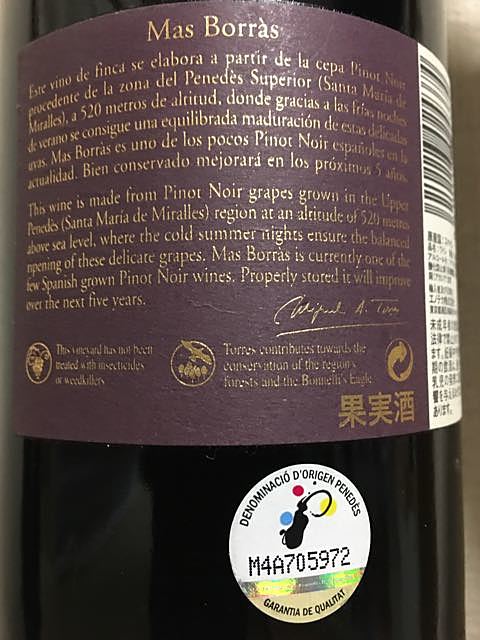 Mas Borràs
Este vino de finca se elabora a partir de la cepa Pinot Noir
procedente de la zona del Penedès Superior (Santa María de
Miralles), a 520 metros de altitud, donde gracias a las frías noches
de verano se consigue una equilibrada maduración de estas delicadas
uvas. Mas Borràs es uno de los pocos Pinot Noir españoles en la
actualidad. Bien conservado mejorará en los próximos 5 años.
This wine is made from Pinot Noir grapes grown in the Upper
Penedès (Santa María de Miralles) region at an altitude of 520 metres
above sea level, where the cold summer nights ensure the balanced
ripening of these delicate grapes. Mas Borràs is currently one of the
few Spanish grown Pinot Noir wines. Properly stored it will improve
over the next five years.
Miguel A. Torres
This vineyard has not been
treated with insecticides
or weedkillers
Torres contributes towards the
conservation of the region's
forests and the Bonnelli's Eagle
果実酒
DENOMINACIÓ D'ORIGEN PENEDÈS
M4A705972
GARANTIA DE QUALITAT